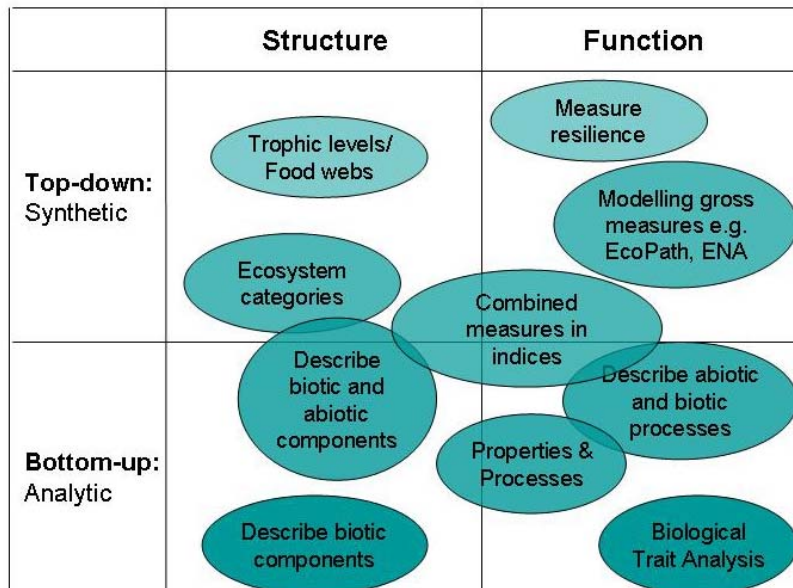 Structure
Function
Top-down:
Synthetic
Trophic levels/
Food webs
Measure
resilience
Modelling gross
measures e.g.
EcoPath, ENA
Ecosystem
categories
Combined
measures in
indices
Bottom-up:
Analytic
Describe
biotic and
abiotic
components
Describe abiotic
and biotic
processes
Properties &
Processes
Describe biotic
components
Biological
Trait Analysis